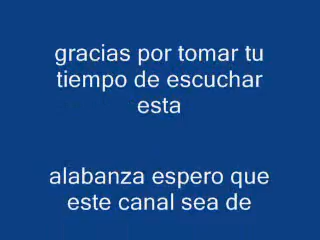 gracias por tomar tu
tiempo de escuchar
esta
alabanza espero que
este canal sea de